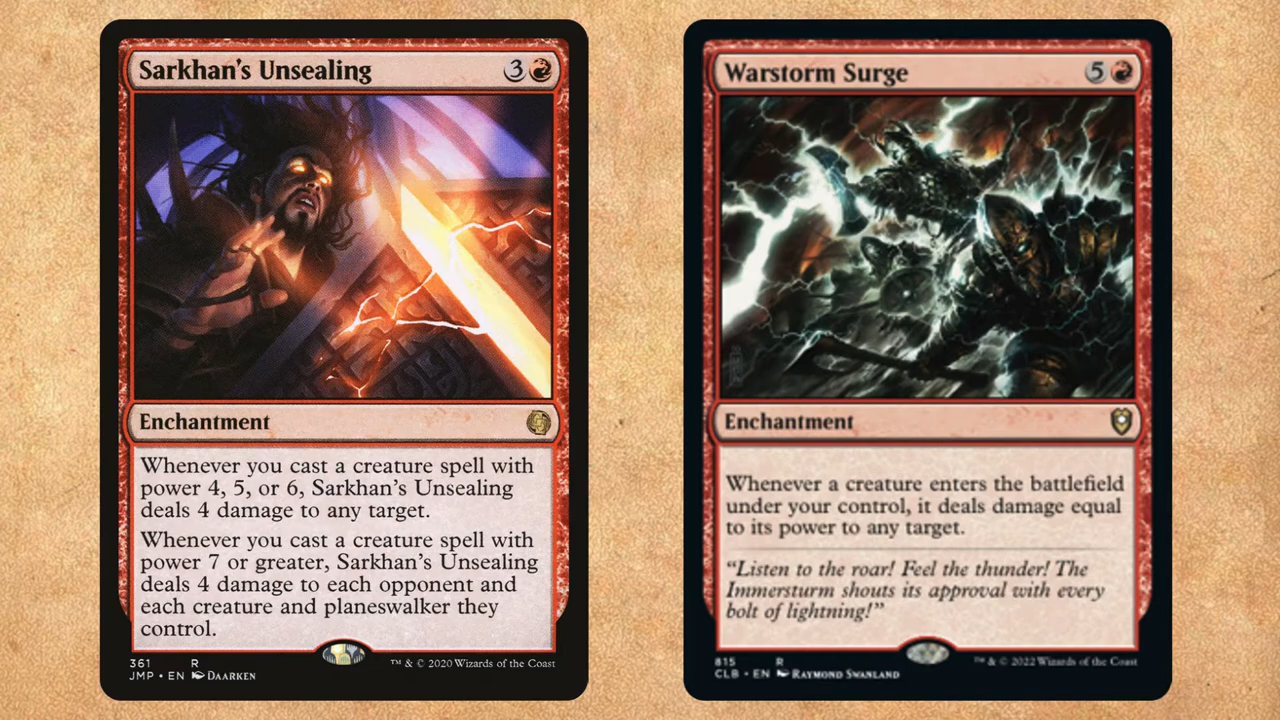 Sarkhan's Unsealing 3
Enchantment
Whenever you cast a creature spell with
power 4, 5, or 6, Sarkhan's Unsealing
deals 4 damage to any target.
Whenever you cast a creature spell with
power 7 or greater, Sarkhan's Unsealing
deals 4 damage to each opponent and
each creature and planeswalker they
control.
361 R
JMP • EN DAARKEN
™ & © 2020 Wizards of the Coast
Warstorm Surge 5
Enchantment
Whenever a creature enters the battlefield
under your control, it deals damage equal
to its power to any target.
“Listen to the roar! Feel the thunder! The
Immersturm shouts its approval with every
bolt of lightning!”
815 R
CLB • EN RAYMOND SWANLAND
™ & © 2022 Wizards of the Coast